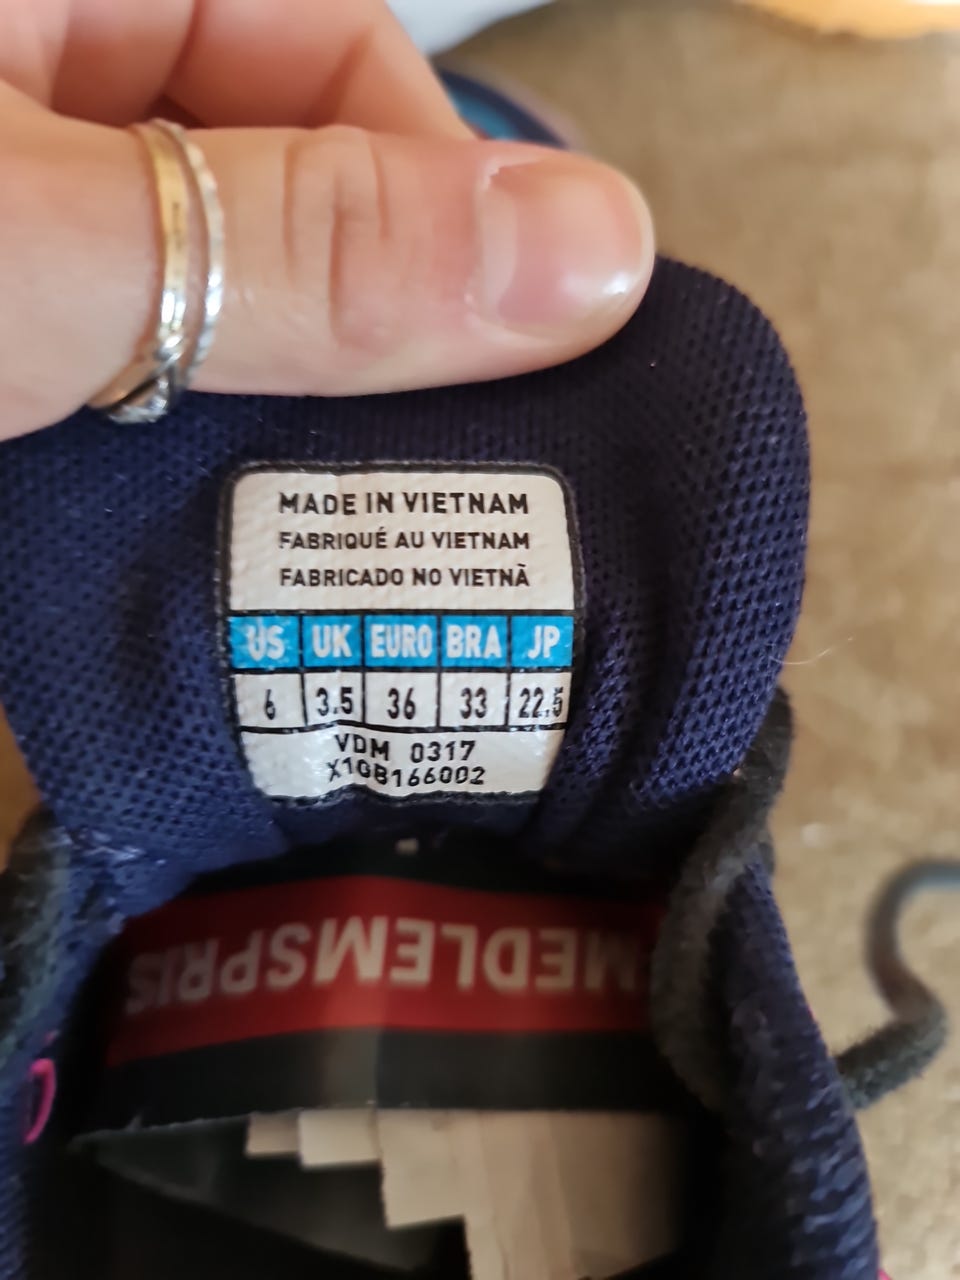 MADE IN VIETNAM
FABRIQUÉ AU VIETNAM
FABRICADO NO VIETNÃ
US UK EURO BRA JP
6 3.5 36 33 22.5
VDM 0317
X1GB166002
MEDLEMSPRIS